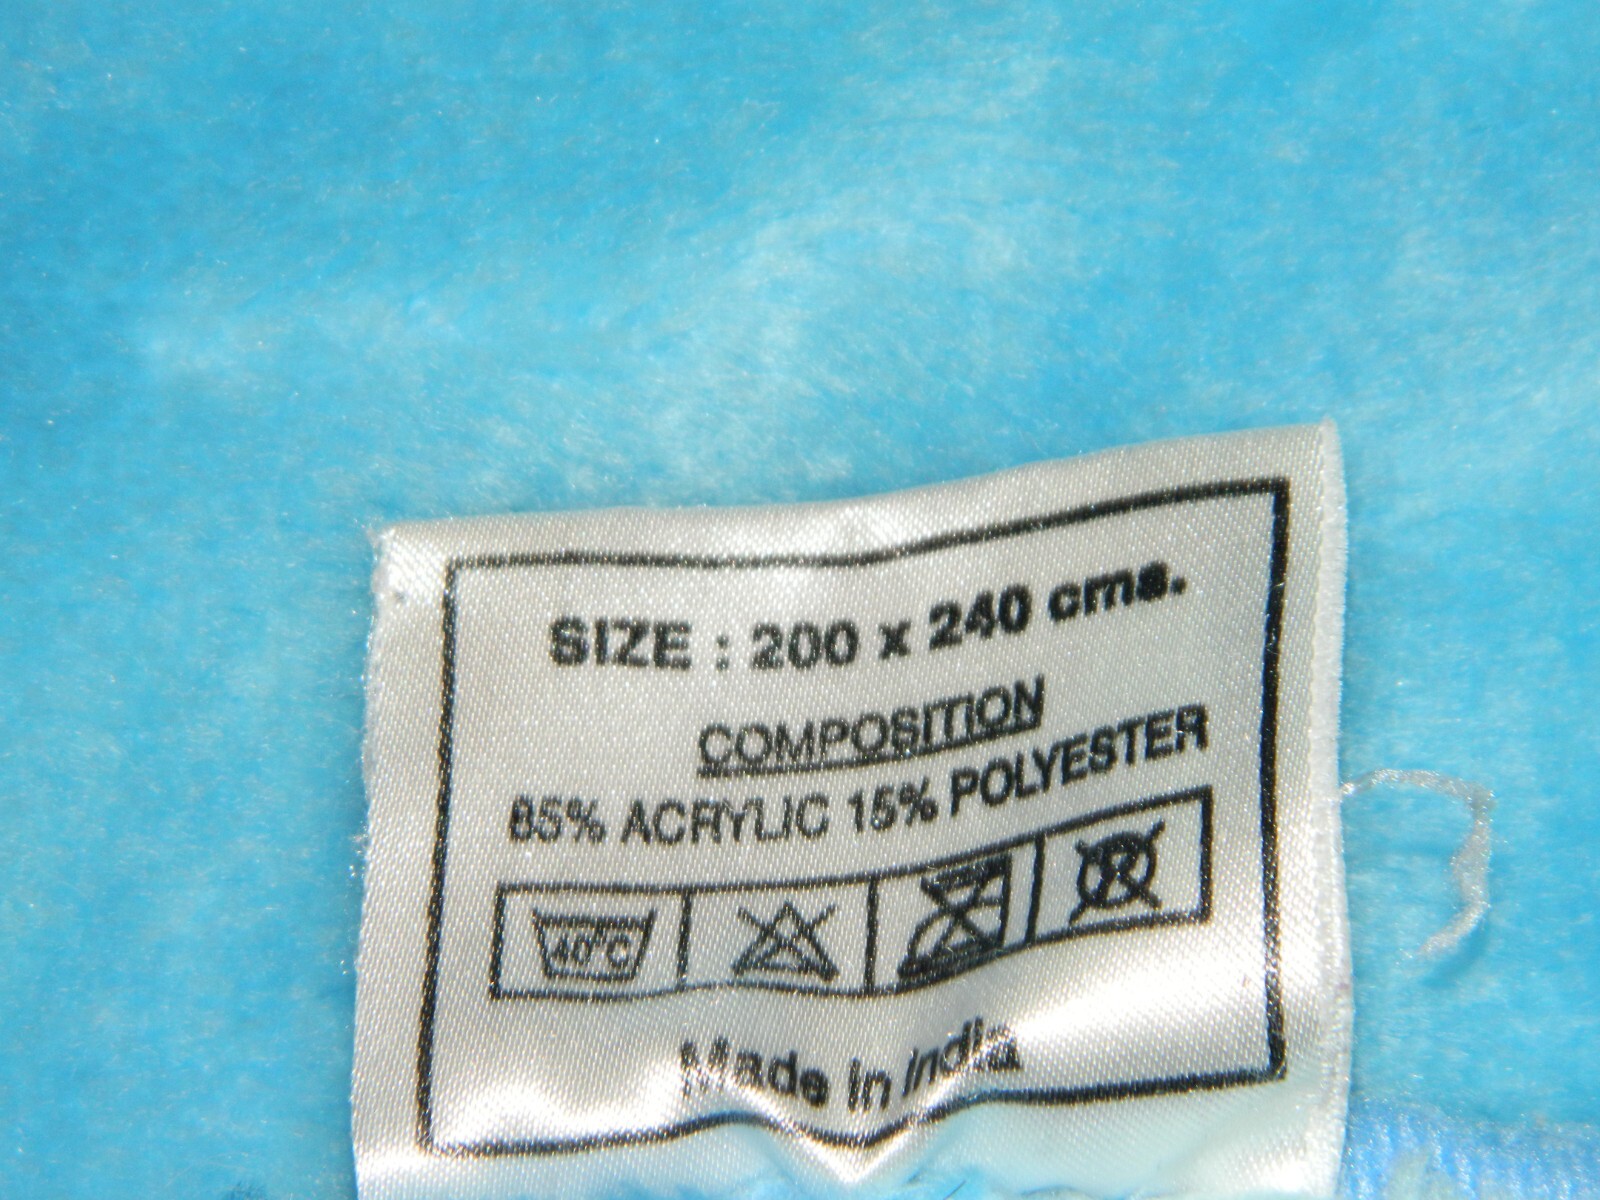 SIZE : 200 x 240 cms.
COMPOSITION
85% ACRYLIC 15% POLYESTER
40°C
Made in India